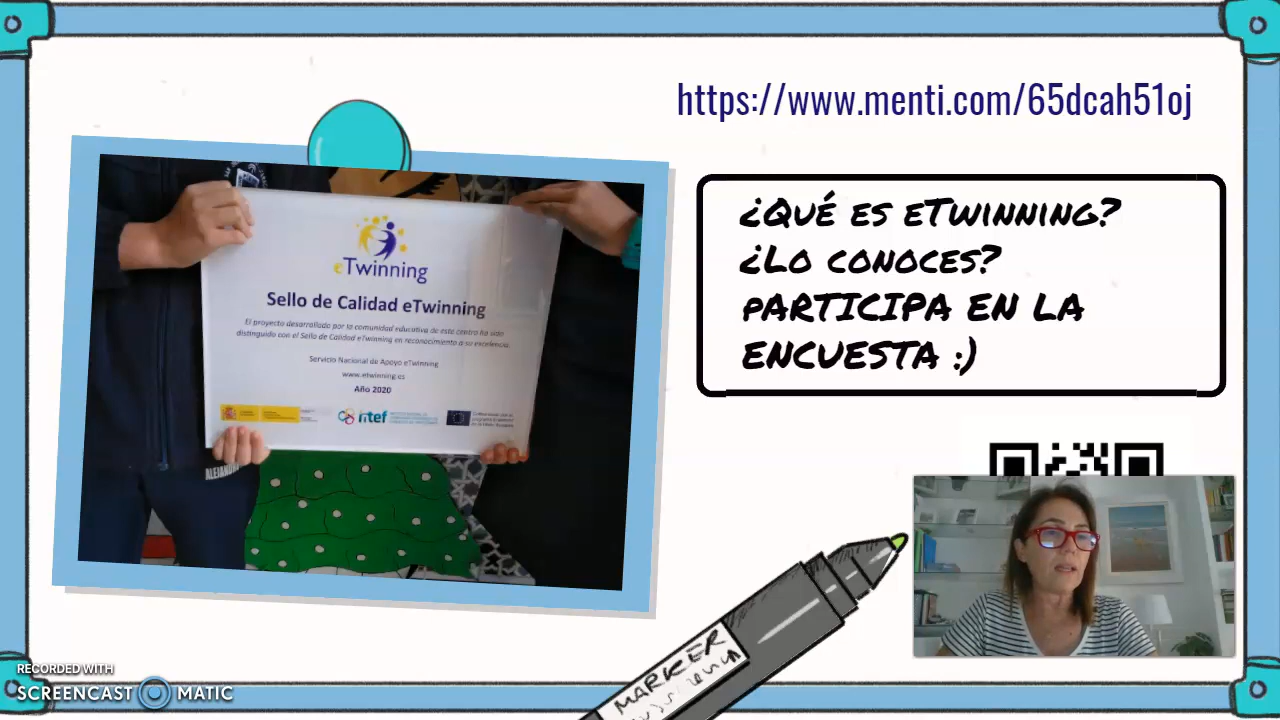 https://www.menti.com/65dcah51oj
¿QUÉ ES ETWINNING?
¿LO CONOCES?
PARTICIPA EN LA
ENCUESTA :)
eTwinning
Sello de Calidad eTwinning
El proyecto desarrollado por la comunidad educativa de este centro ha sido
distinguido con el Sello de Calidad eTwinning en reconocimiento a su excelencia.
Servicio Nacional de Apoyo eTwinning
www.etwinning.es
Año 2020
intef
MARKER
RECORDED WITH
SCREENCAST MATIC